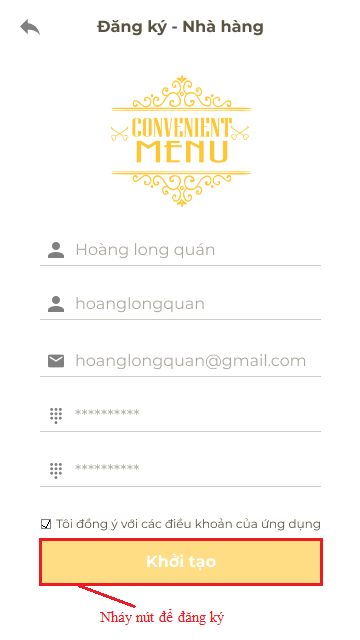 Đăng ký - Nhà hàng
CONVENIENT
MENU
Hoàng long quán
hoanglongquan
hoanglongquan@gmail.com
**********
**********
Tôi đồng ý với các điều khoản của ứng dụng
Khởi tạo
Nháy nút để đăng ký